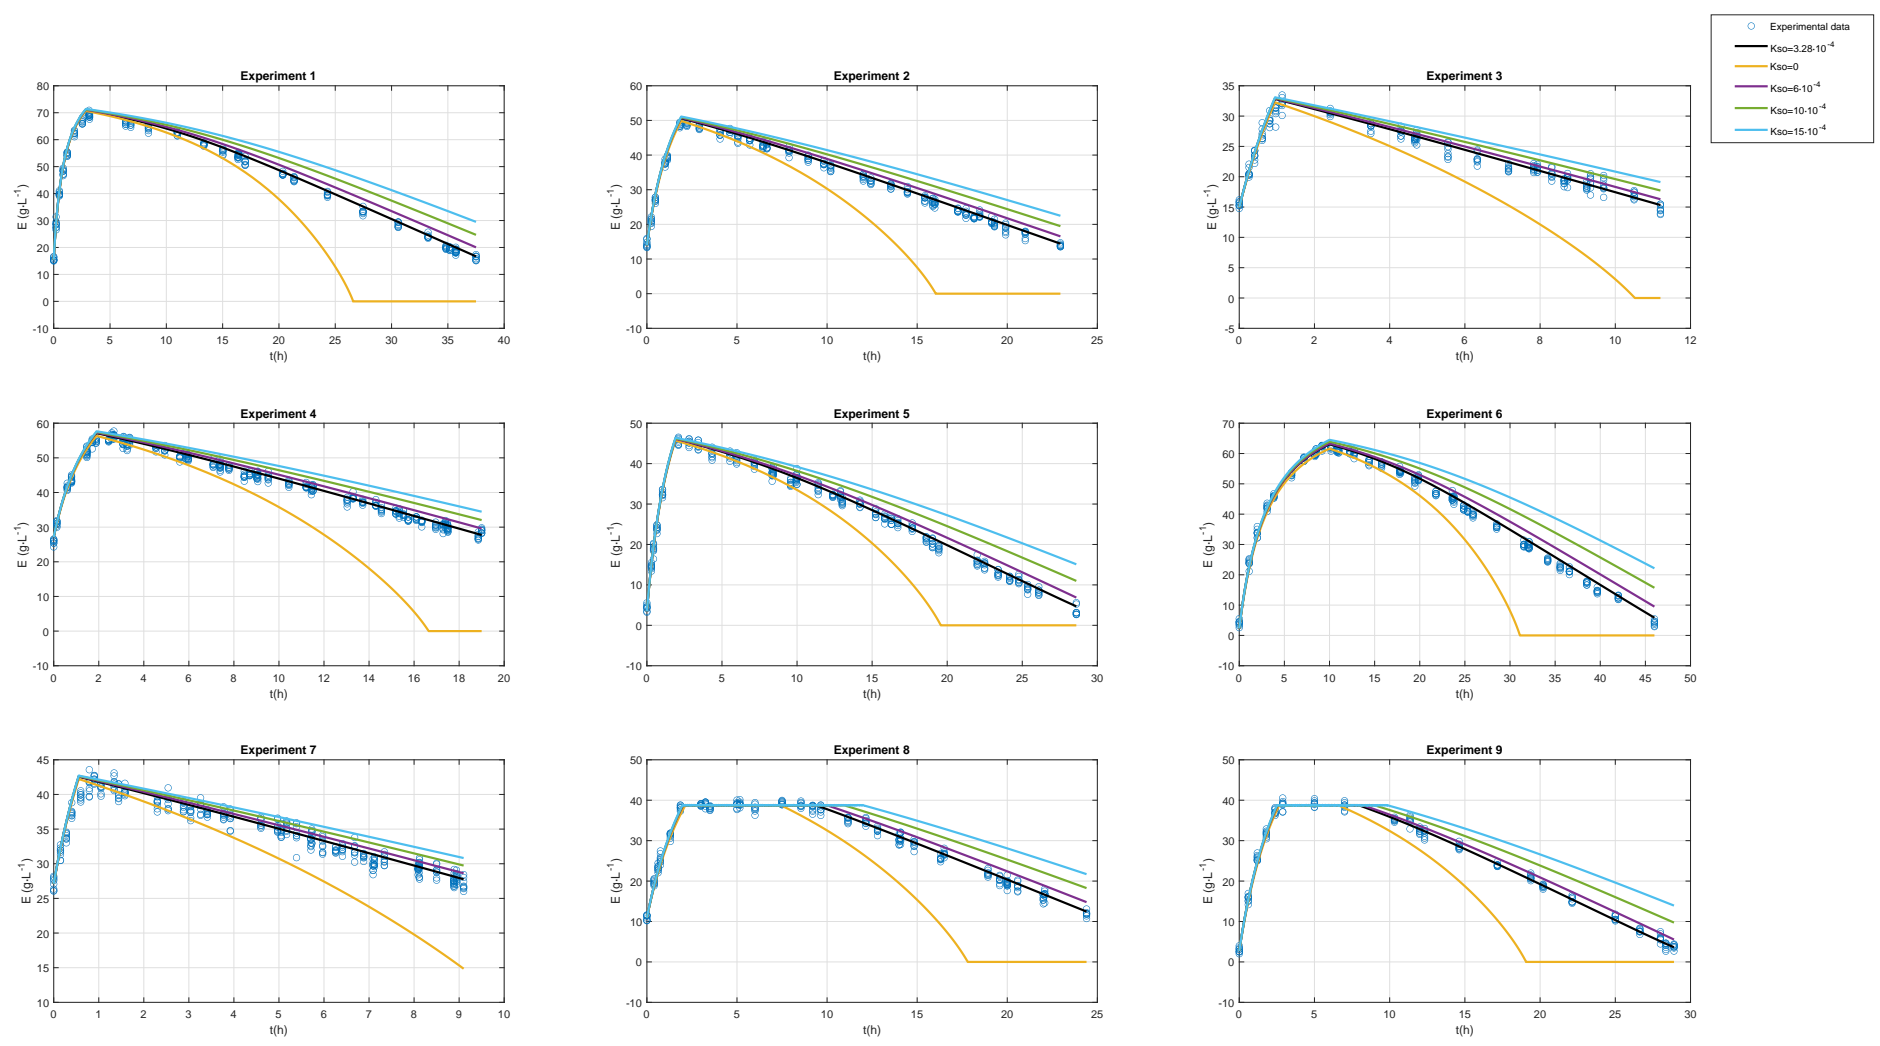 Experimental data
Kso=3.28·10⁻⁴
Kso=0
Kso=6·10⁻⁴
Kso=10·10⁻⁴
Kso=15·10⁻⁴
Experiment 1
80
70
60
50
40
30
20
10
0
-10
E (g·L⁻¹)
0 5 10 15 20 25 30 35 40
t(h)
Experiment 2
60
50
40
30
20
10
0
-10
E (g·L⁻¹)
0 5 10 15 20 25
t(h)
Experiment 3
35
30
25
20
15
10
5
0
-5
E (g·L⁻¹)
0 2 4 6 8 10 12
t(h)
Experiment 4
60
50
40
30
20
10
0
-10
E (g·L⁻¹)
0 2 4 6 8 10 12 14 16 18 20
t(h)
Experiment 5
50
40
30
20
10
0
-10
E (g·L⁻¹)
0 5 10 15 20 25 30
t(h)
Experiment 6
70
60
50
40
30
20
10
0
-10
E (g·L⁻¹)
0 5 10 15 20 25 30 35 40 45 50
t(h)
Experiment 7
45
40
35
30
25
20
15
10
E (g·L⁻¹)
0 1 2 3 4 5 6 7 8 9 10
t(h)
Experiment 8
50
40
30
20
10
0
-10
E (g·L⁻¹)
0 5 10 15 20 25
t(h)
Experiment 9
50
40
30
20
10
0
-10
E (g·L⁻¹)
0 5 10 15 20 25 30
t(h)